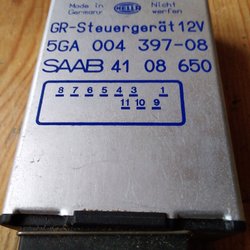 Made in Germany HELLA Nicht werfen
GR-Steuergerät 12V
5GA 004 397-08
SAAB 41 08 650
8 7 6 5 4 3 1
11 10 9